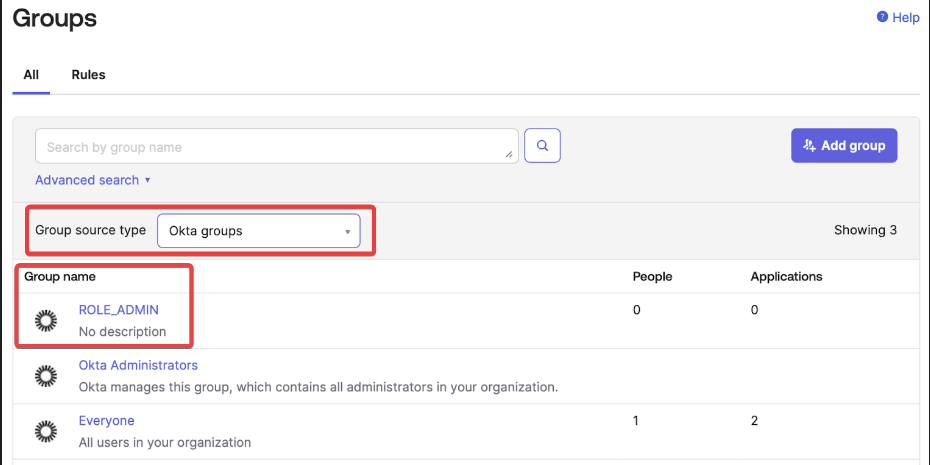 Groups
Help
All
Rules
Search by group name
Add group
Advanced search
Group source type
Okta groups
Showing 3
Group name
People
Applications
ROLE_ADMIN
0
0
No description
Okta Administrators
Okta manages this group, which contains all administrators in your organization.
Everyone
1
2
All users in your organization